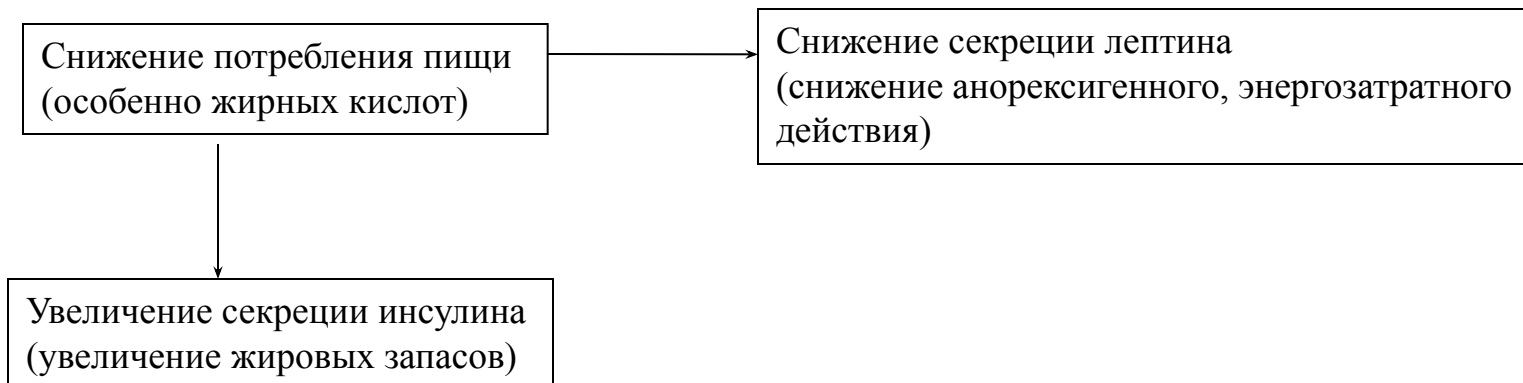 Снижение потребления пищи
(особенно жирных кислот)
Снижение секреции лептина
(снижение анорексигенного, энергозатратного
действия)
Увеличение секреции инсулина
(увеличение жировых запасов)